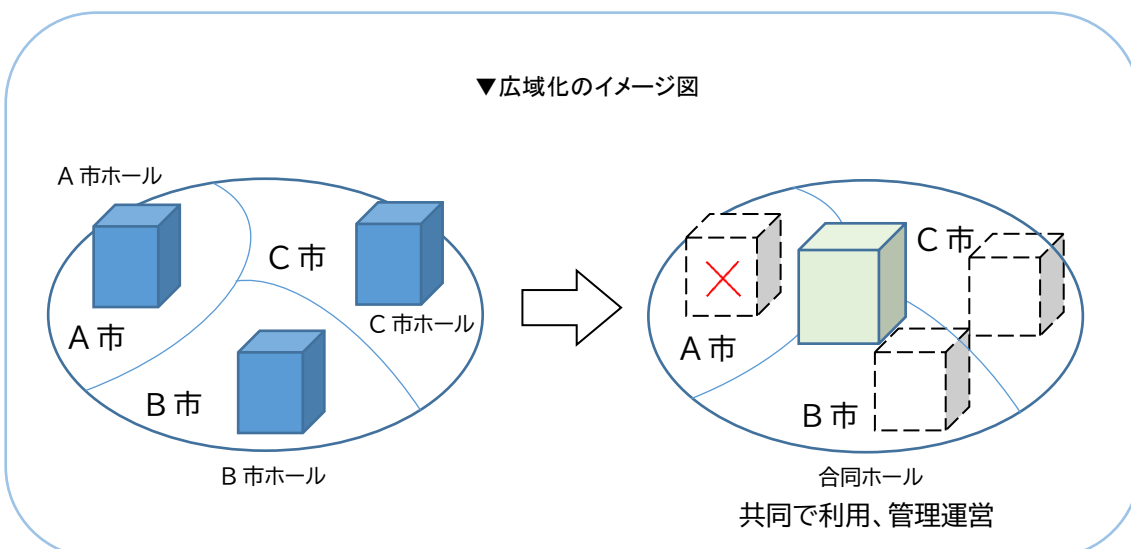 ▼広域化のイメージ図
A 市ホール
C 市
C 市ホール
A 市
B 市
B 市ホール
C 市
A 市
B 市
合同ホール
共同で利用、管理運営